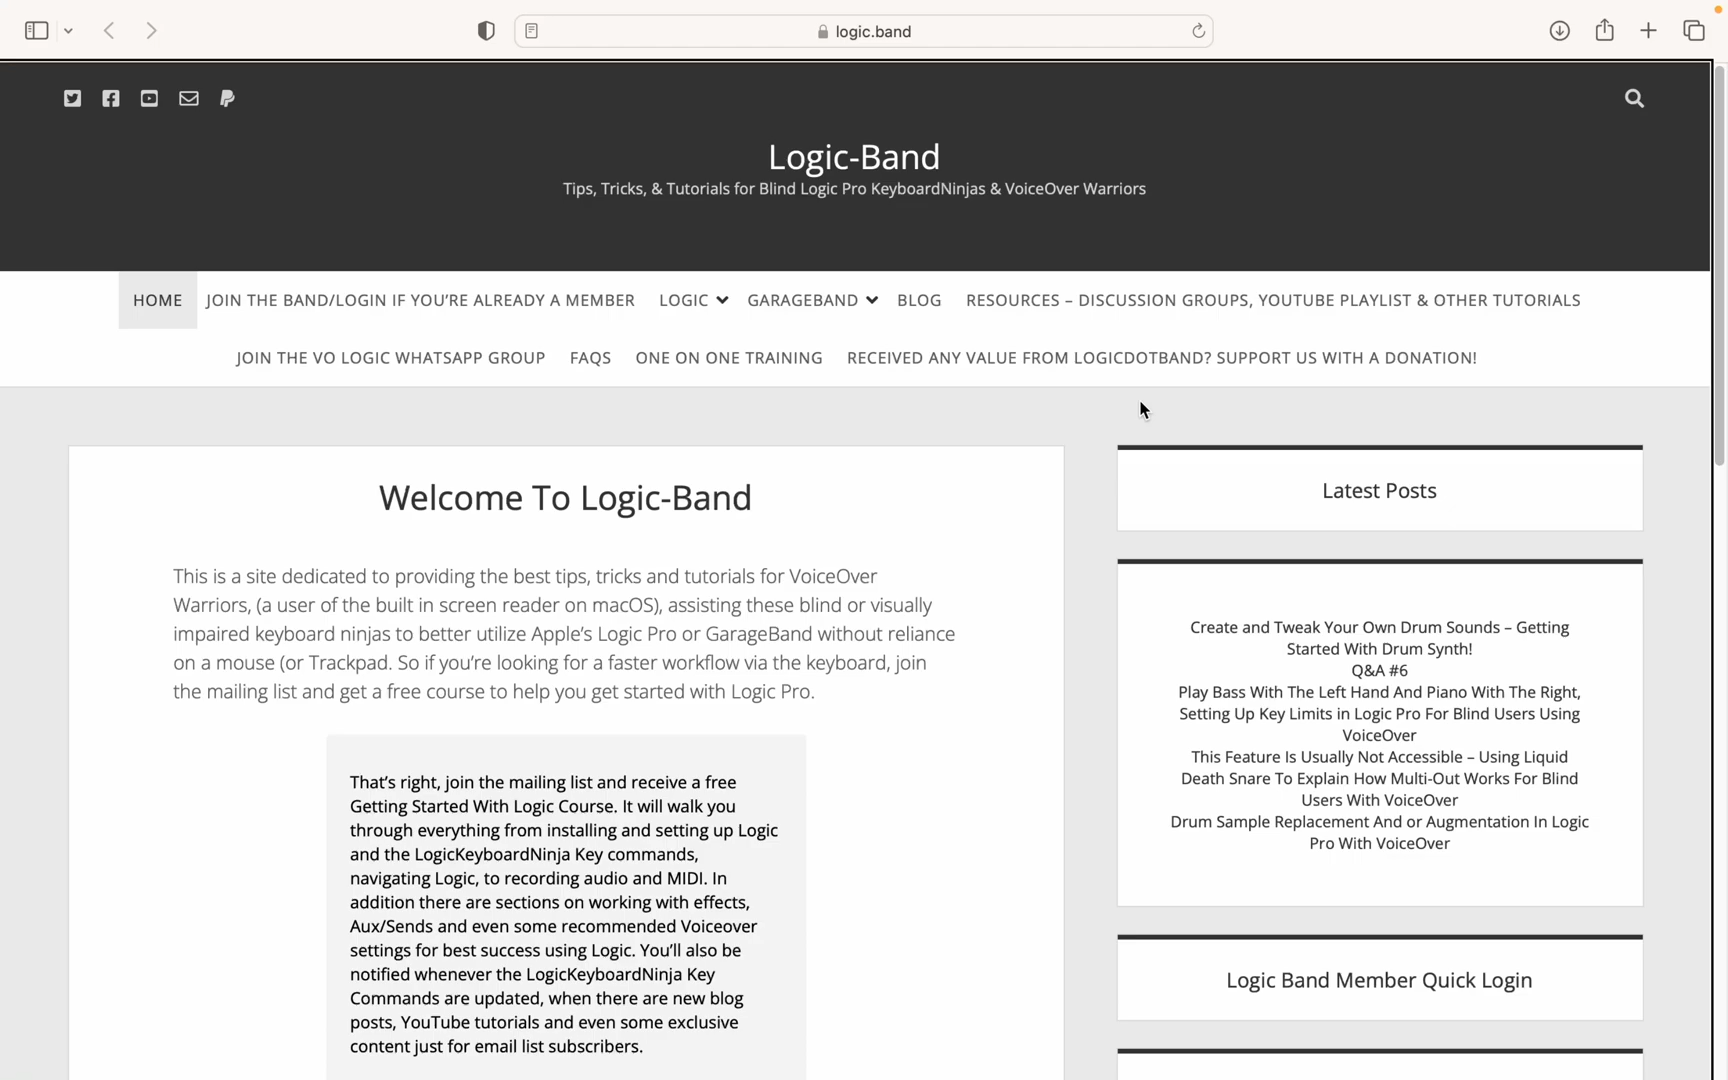 logic.band
Logic-Band
Tips, Tricks, & Tutorials for Blind Logic Pro KeyboardNinjas & VoiceOver Warriors
HOME JOIN THE BAND/LOGIN IF YOU'RE ALREADY A MEMBER LOGIC GARAGEBAND BLOG RESOURCES – DISCUSSION GROUPS, YOUTUBE PLAYLIST & OTHER TUTORIALS
JOIN THE VO LOGIC WHATSAPP GROUP FAQS ONE ON ONE TRAINING RECEIVED ANY VALUE FROM LOGICDOTBAND? SUPPORT US WITH A DONATION!
Welcome To Logic-Band
This is a site dedicated to providing the best tips, tricks and tutorials for VoiceOver
Warriors, (a user of the built in screen reader on macOS), assisting these blind or visually
impaired keyboard ninjas to better utilize Apple's Logic Pro or GarageBand without reliance
on a mouse (or Trackpad. So if you're looking for a faster workflow via the keyboard, join
the mailing list and get a free course to help you get started with Logic Pro.
That's right, join the mailing list and receive a free
Getting Started With Logic Course. It will walk you
through everything from installing and setting up Logic
and the LogicKeyboardNinja Key commands,
navigating Logic, to recording audio and MIDI. In
addition there are sections on working with effects,
Aux/Sends and even some recommended Voiceover
settings for best success using Logic. You'll also be
notified whenever the LogicKeyboardNinja Key
Commands are updated, when there are new blog
posts, YouTube tutorials and even some exclusive
content just for email list subscribers.
Latest Posts
Create and Tweak Your Own Drum Sounds – Getting
Started With Drum Synth!
Q&A #6
Play Bass With The Left Hand And Piano With The Right,
Setting Up Key Limits in Logic Pro For Blind Users Using
VoiceOver
This Feature Is Usually Not Accessible – Using Liquid
Death Snare To Explain How Multi-Out Works For Blind
Users With VoiceOver
Drum Sample Replacement And or Augmentation In Logic
Pro With VoiceOver
Logic Band Member Quick Login